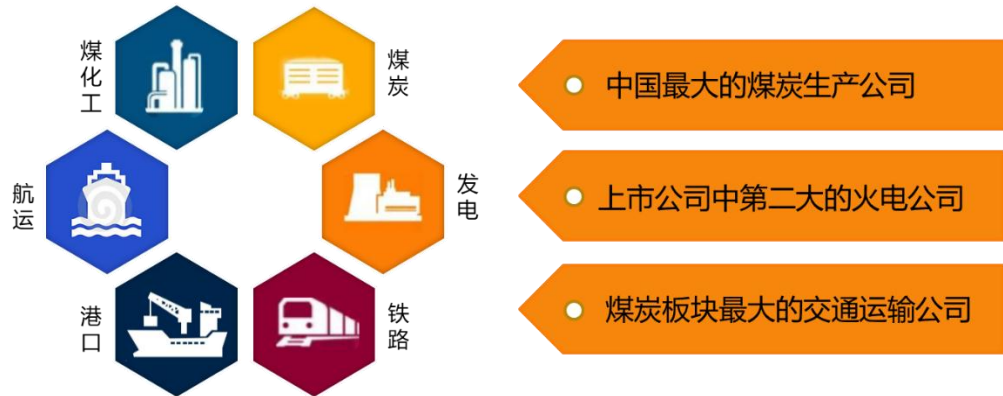 煤化工
煤炭
航运
发电
港口
铁路
中国最大的煤炭生产公司
上市公司中第二大的火电公司
煤炭板块最大的交通运输公司